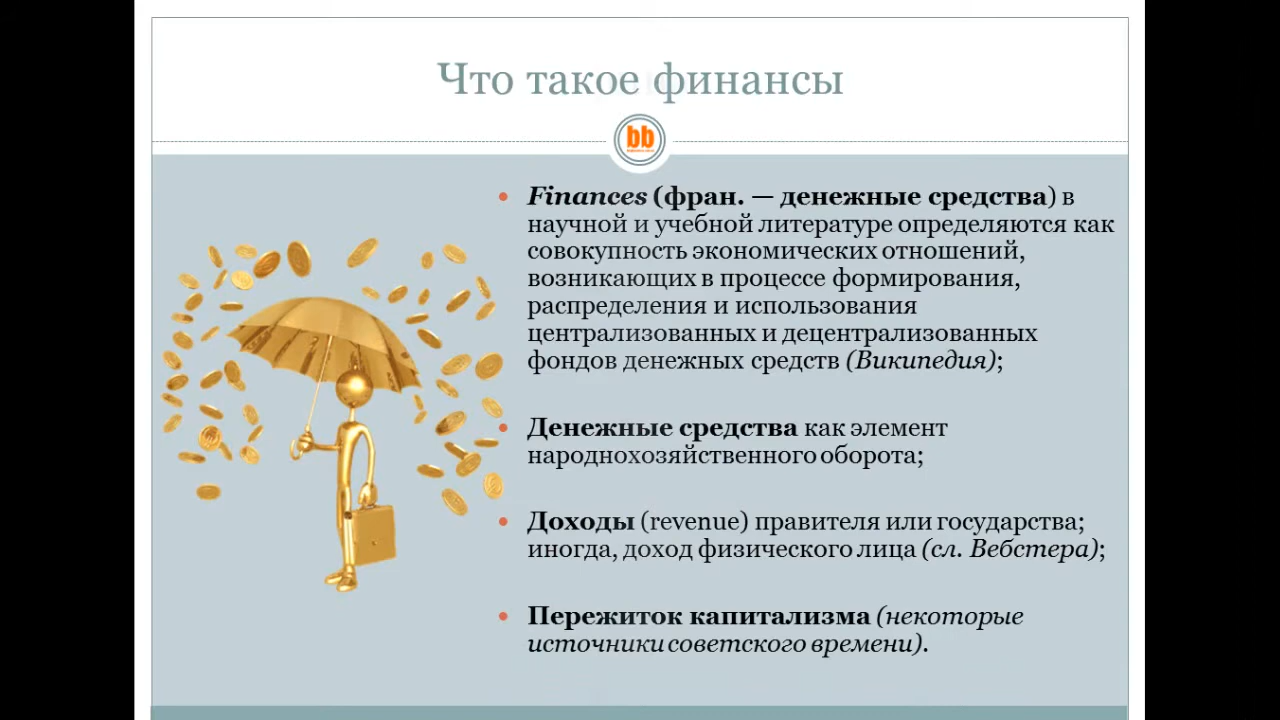 Что такое финансы
bb
Finances (фран. — денежные средства) в
научной и учебной литературе определяются как
совокупность экономических отношений,
возникающих в процессе формирования,
распределения и использования
централизованных и децентрализованных
фондов денежных средств (Википедия);
Денежные средства как элемент
народнохозяйственного оборота;
Доходы (revenue) правителя или государства;
иногда, доход физического лица (сл. Вебстера);
Пережиток капитализма (некоторые
источники советского времени).